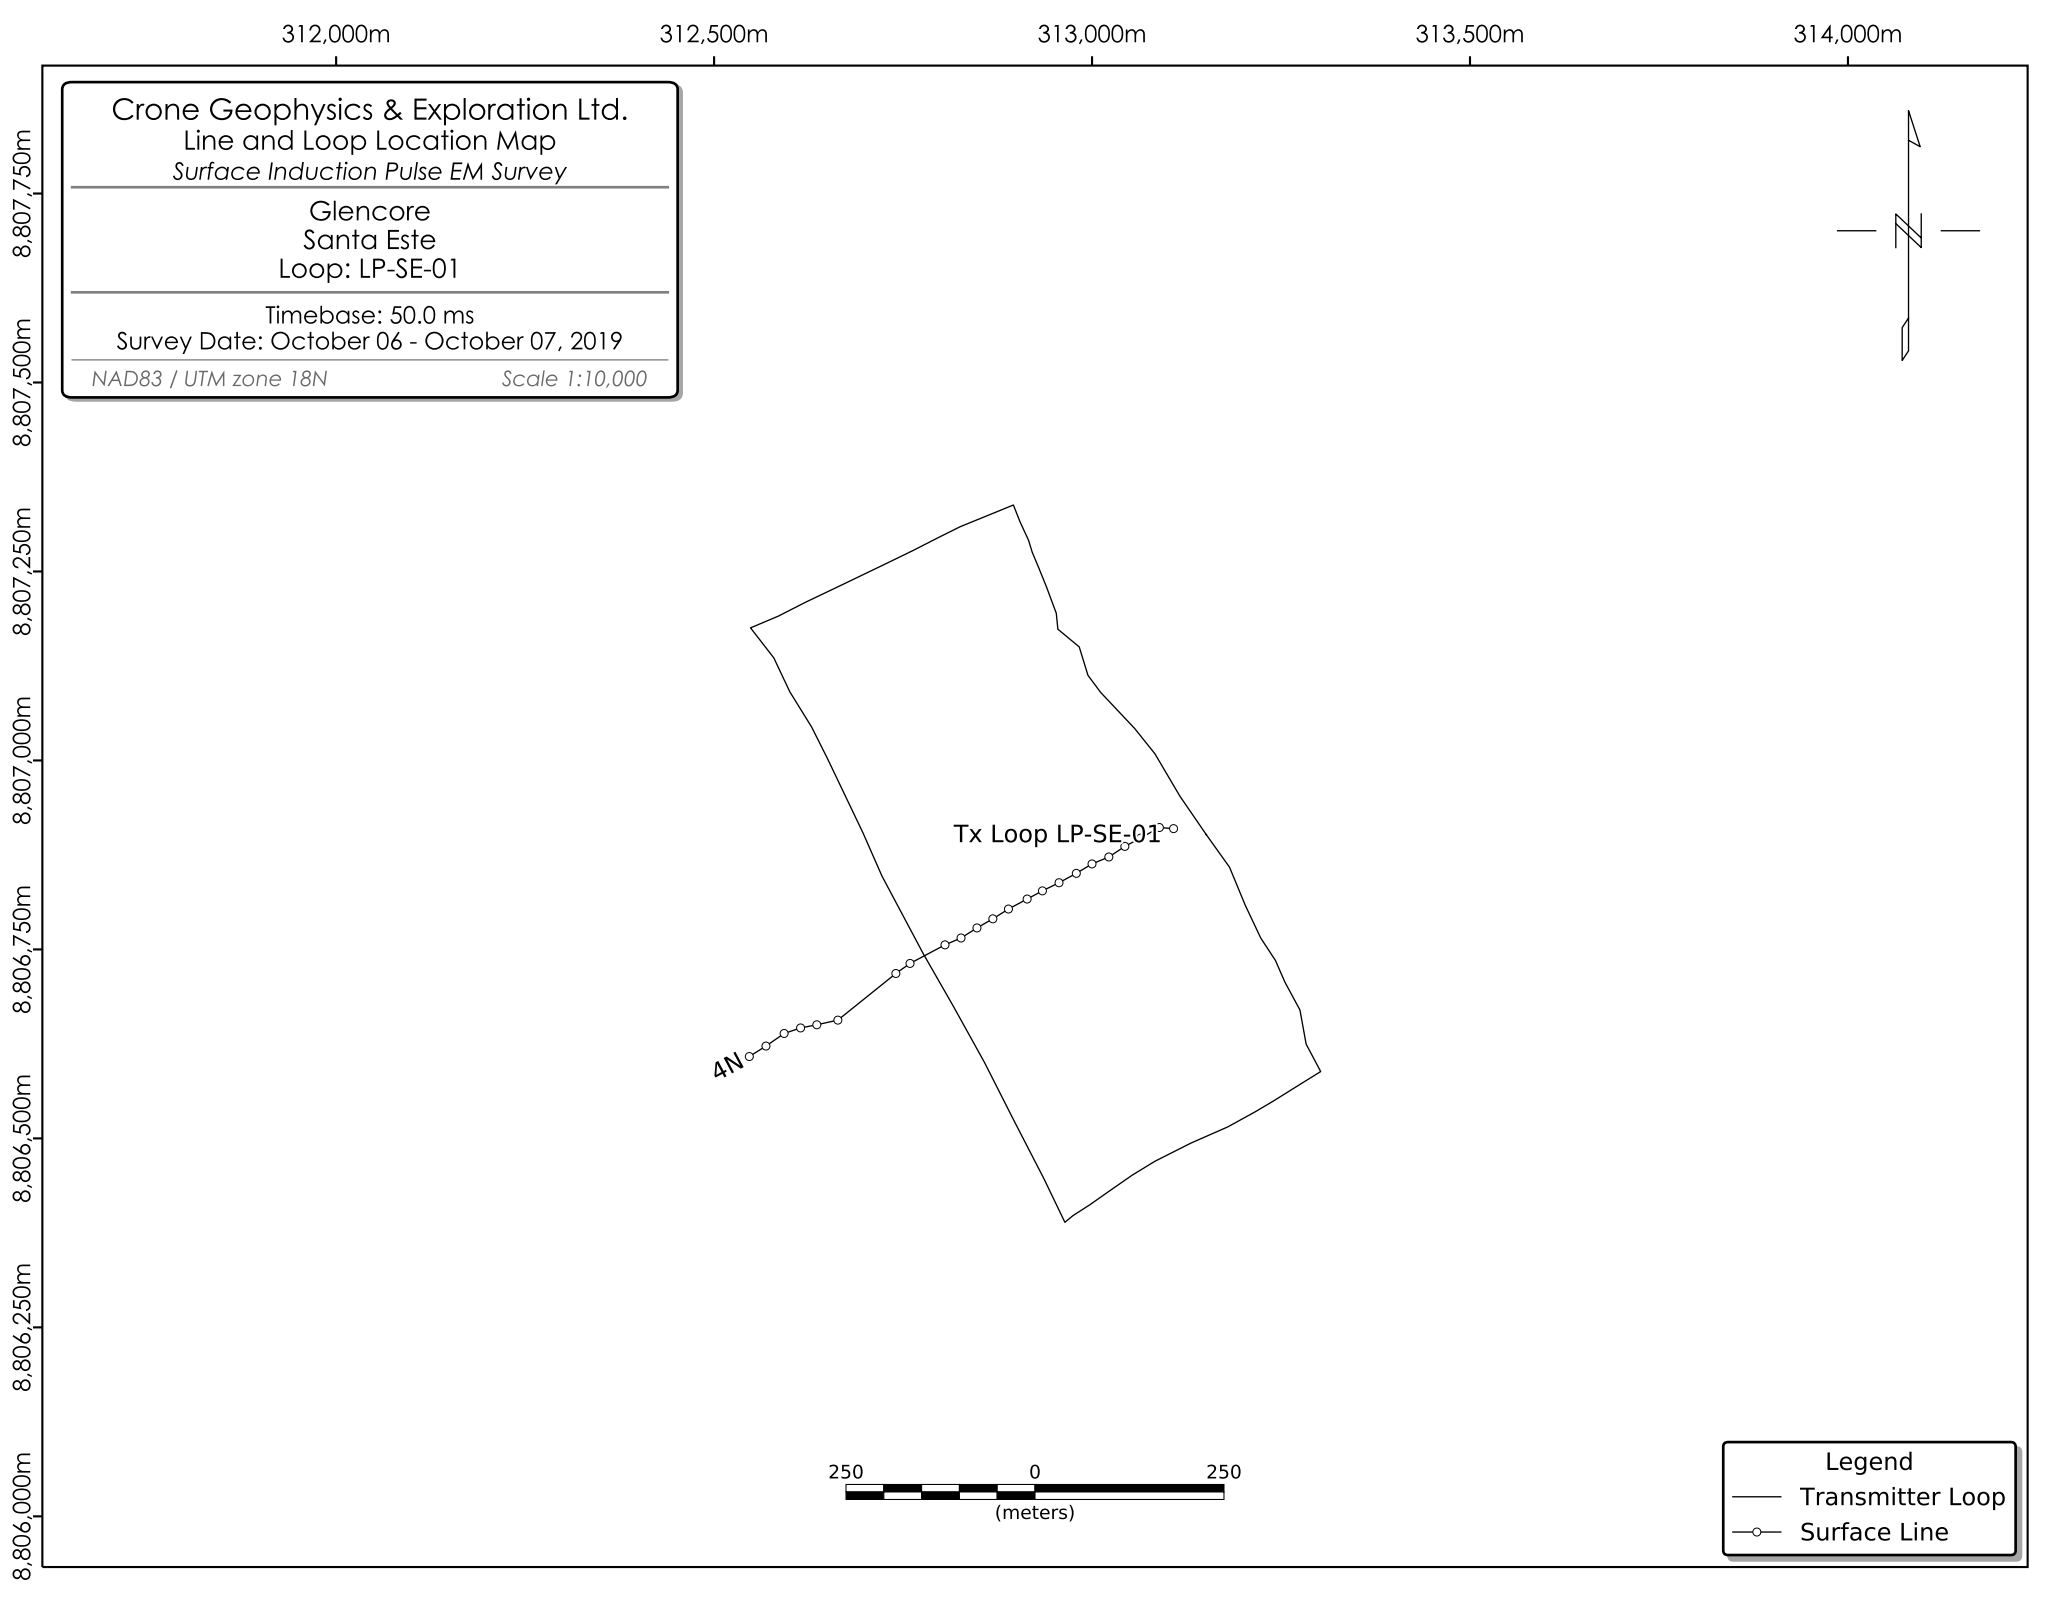 312,000m 312,500m 313,000m 313,500m 314,000m
Crone Geophysics & Exploration Ltd.
Line and Loop Location Map
Surface Induction Pulse EM Survey
Glencore
Santa Este
Loop: LP-SE-01
Timebase: 50.0 ms
Survey Date: October 06 - October 07, 2019
NAD83 / UTM zone 18N Scale 1:10,000
N
8,807,750m
8,807,500m
8,807,250m
8,807,000m
8,806,750m
8,806,500m
8,806,250m
8,806,000m
Tx Loop LP-SE-01
4N
250 0 250
(meters)
Legend
Transmitter Loop
Surface Line